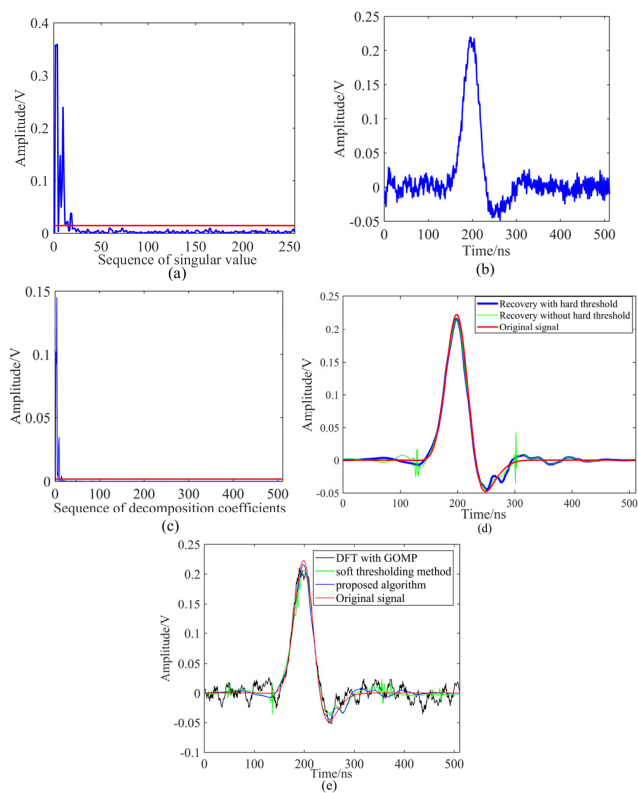 0.4
0.3
0.2
0.1
0
Amplitude/V
0 50 100 150 200 250
Sequence of singular value
(a)
0.25
0.2
0.15
0.1
0.05
0
-0.05
Amplitude/V
0 100 200 300 400 500
Time/ns
(b)
0.15
0.1
0.05
0
Amplitude/V
0 100 200 300 400 500
Sequence of decomposition coefficients
(c)
Recovery with hard threshold
Recovery without hard threshold
Original signal
0.25
0.2
0.15
0.1
0.05
0
-0.05
Amplitude/V
0 100 200 300 400 500
Time/ns
(d)
DFT with GOMP
soft thresholding method
proposed algorithm
Original signal
0.25
0.2
0.15
0.1
0.05
0
-0.05
-0.1
Amplitude/V
0 100 200 300 400 500
Time/ns
(e)